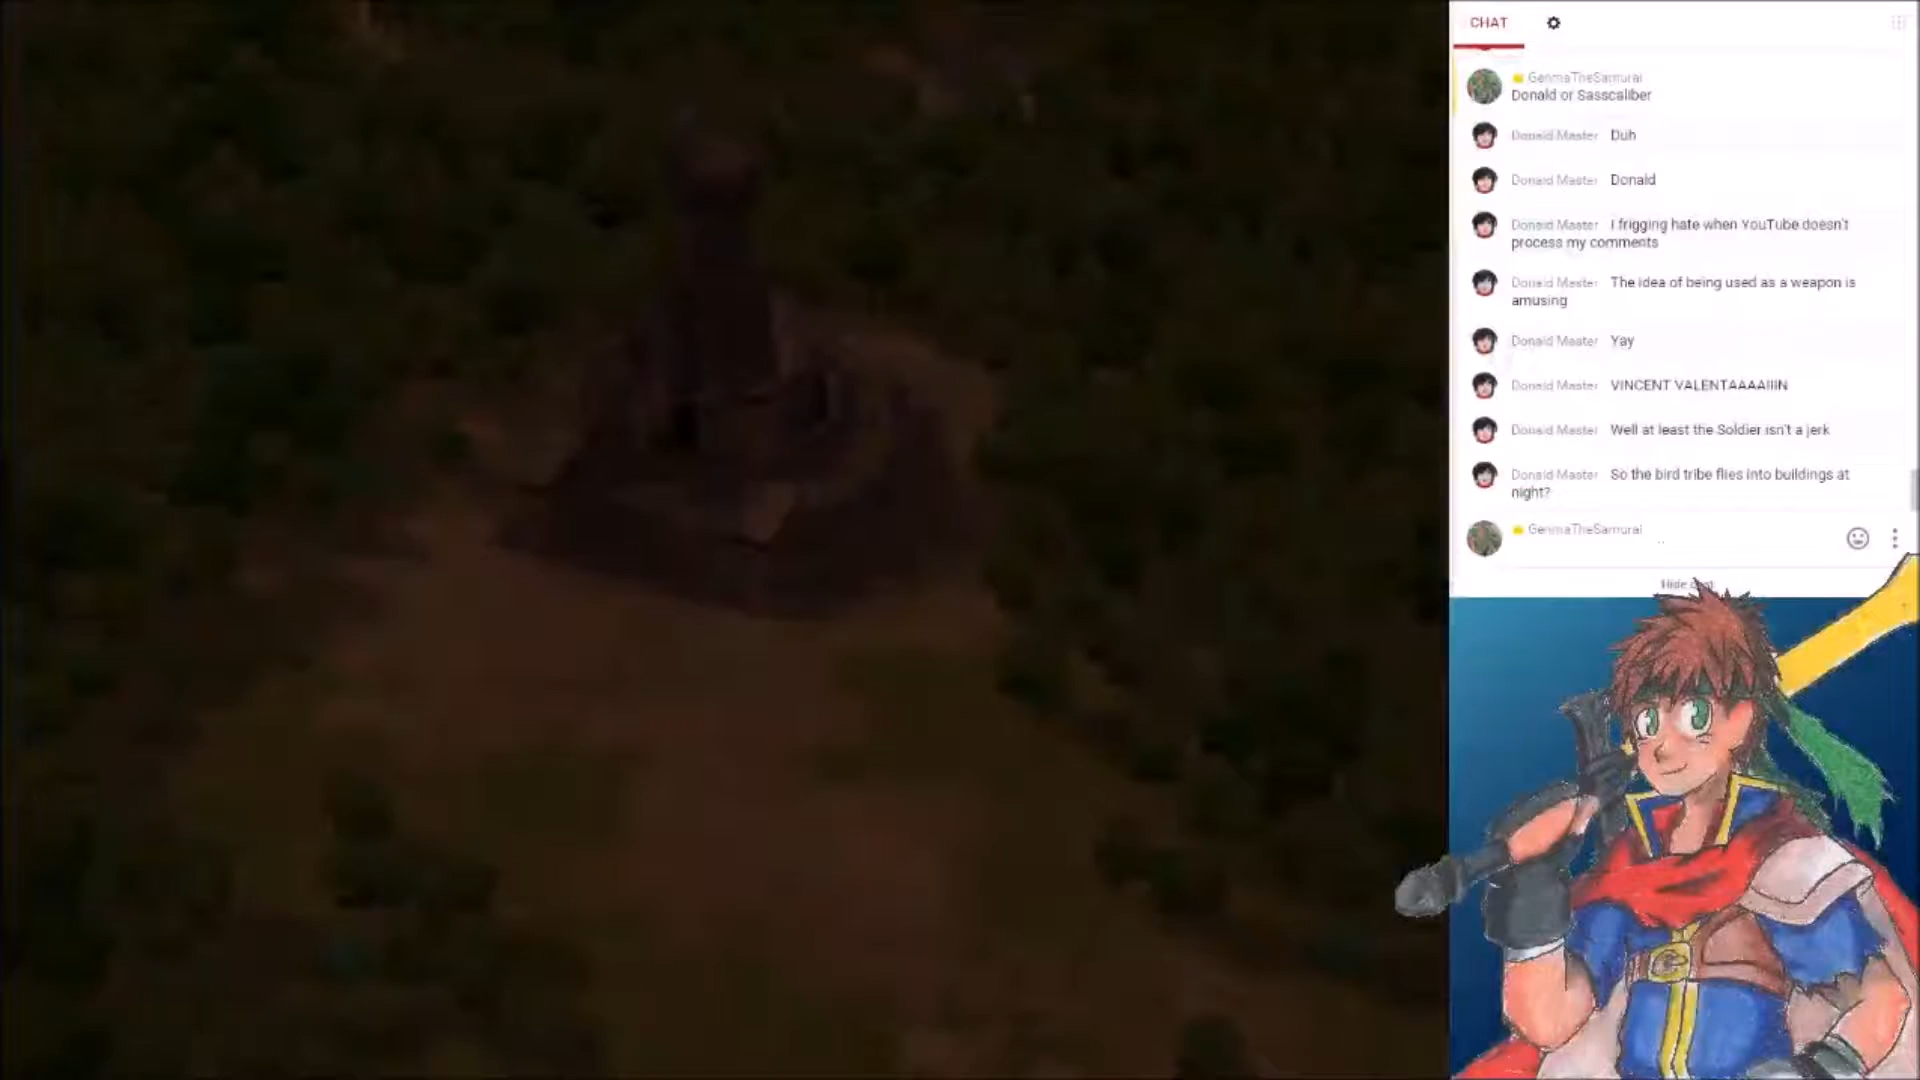 CHAT
GenmaTheSamurai
Donald or Sasscaliber
Donald Master Duh
Donald Master Donald
Donald Master I frigging hate when YouTube doesn't
process my comments
Donald Master The idea of being used as a weapon is
amusing
Donald Master Yay
Donald Master VINCENT VALENTAAAAIIIN
Donald Master Well at least the Soldier isn't a jerk
Donald Master So the bird tribe flies into buildings at
night?
GenmaTheSamurai
Hide chat